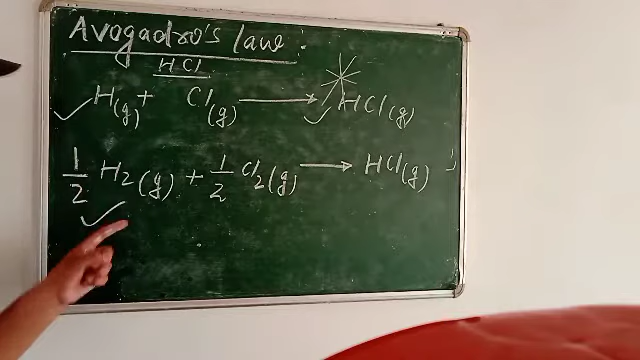 Avogadro's law :
HCl
H(g) + Cl(g) → HCl(g)
1/2 H2(g) + 1/2 Cl2(g) → HCl(g)